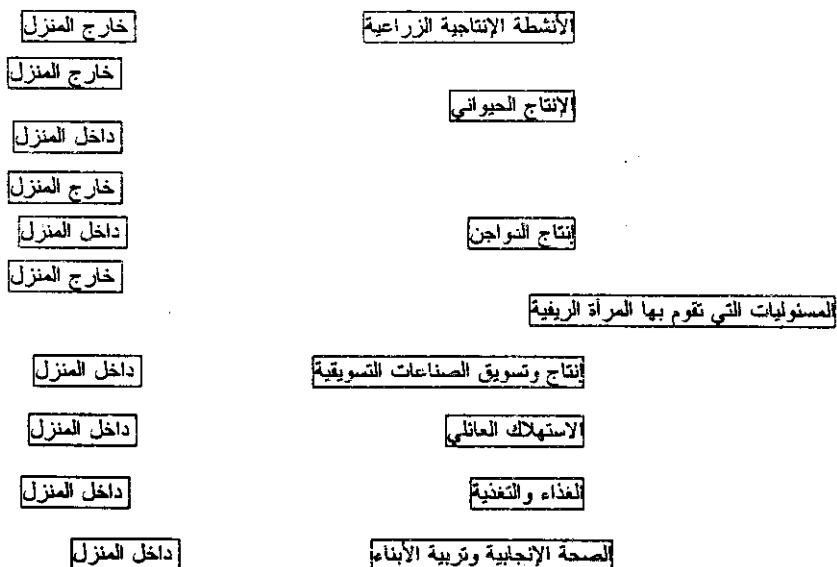 الأنشطة الإنتاجية الزراعية خارج المنزل
خارج المنزل
الإنتاج الحيواني
داخل المنزل
خارج المنزل
إنتاج الدواجن داخل المنزل
خارج المنزل
المسئوليات التي تقوم بها المرأة الريفية
إنتاج وتسويق الصناعات التسويقية داخل المنزل
الاستهلاك العائلي داخل المنزل
الغذاء والتغذية داخل المنزل
الصحة الإنجابية وتربية الأبناء داخل المنزل